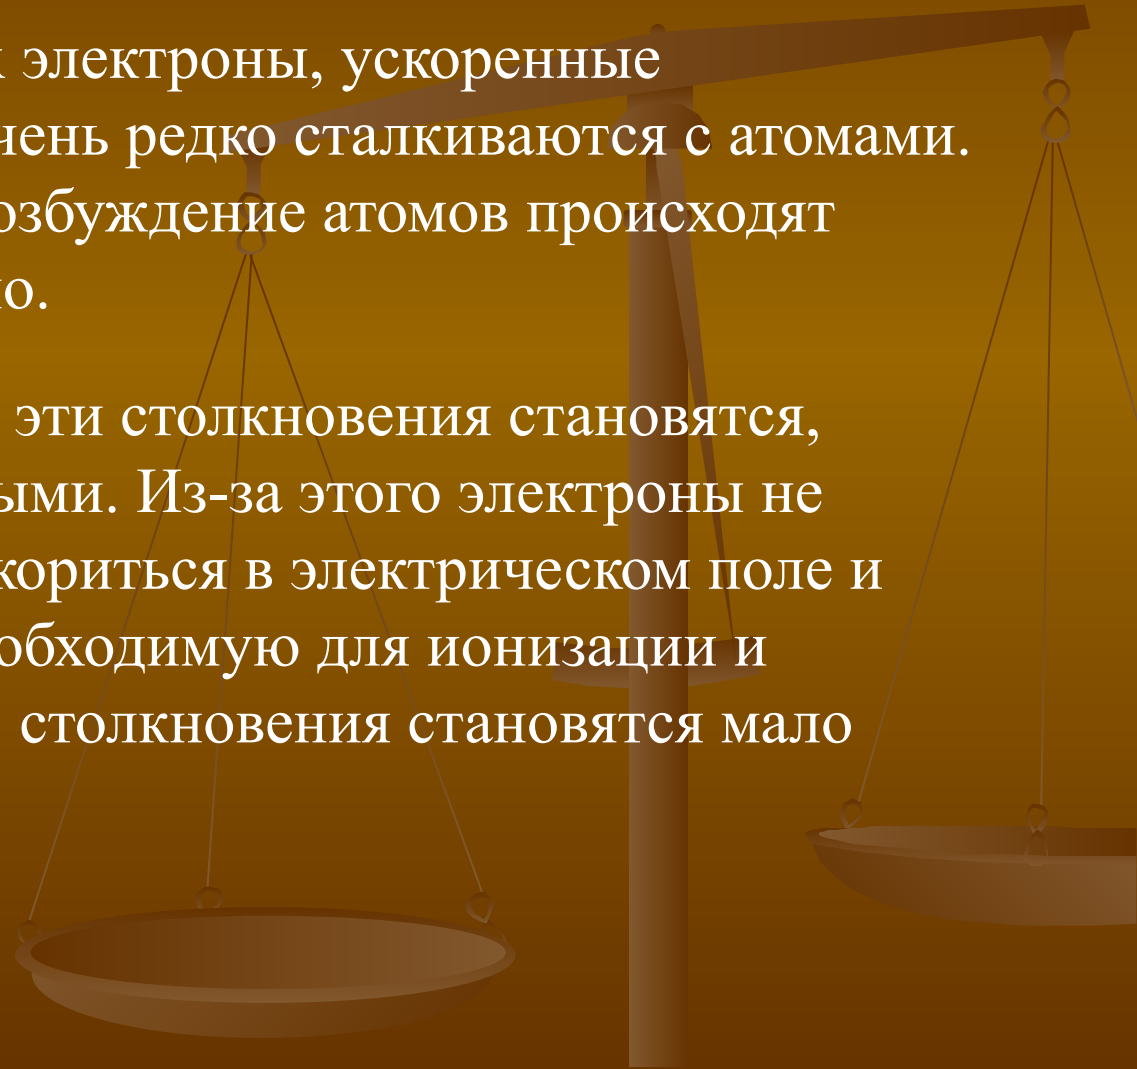 электроны, ускоренные
чень редко сталкиваются с атомами.
озбуждение атомов происходят
о.
эти столкновения становятся,
ыми. Из-за этого электроны не
кориться в электрическом поле и
обходимую для ионизации и
столкновения становятся мало